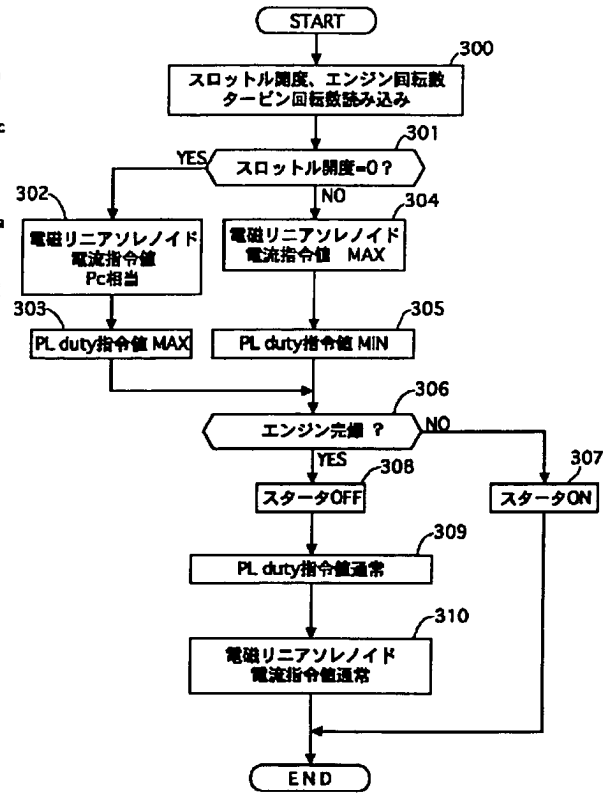 START
300
スロットル開度、エンジン回転数
タービン回転数読み込み
301
YES
スロットル開度=0?
NO
302
電磁リニアソレノイド
電流指令値
Pc相当
304
電磁リニアソレノイド
電流指令値 MAX
303
PL duty指令値 MAX
305
PL duty指令値 MIN
306
エンジン完爆 ?
NO
YES
308
スタータOFF
307
スタータON
309
PL duty指令値通常
310
電磁リニアソレノイド
電流指令値通常
END
c